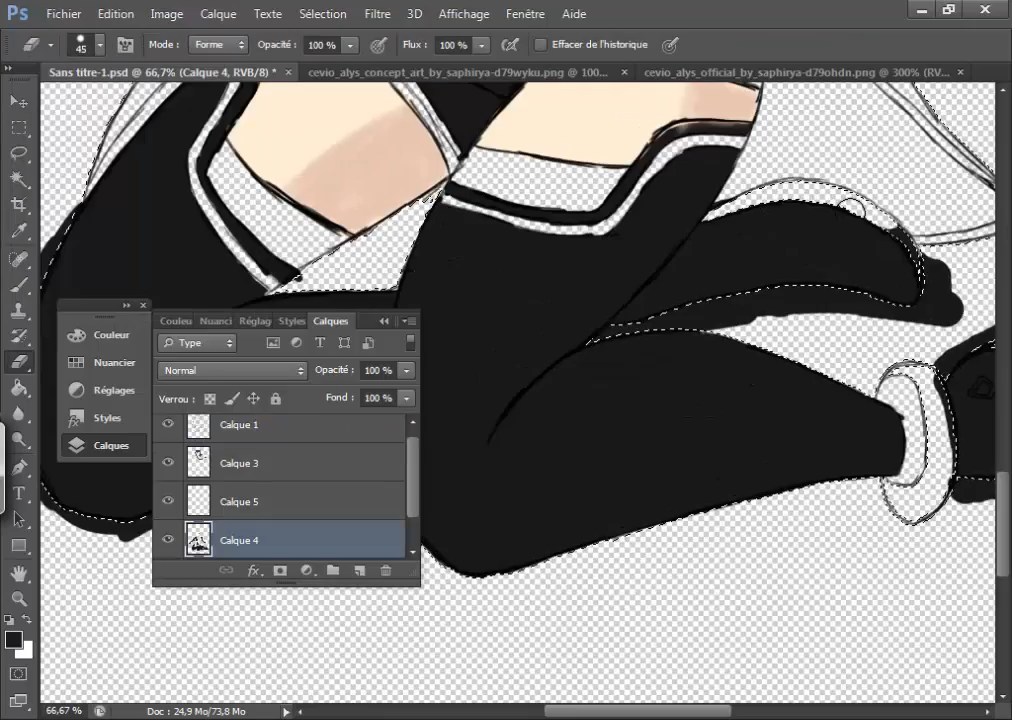 Ps Fichier Edition Image Calque Texte Sélection Filtre 3D Affichage Fenêtre Aide
45 Mode : Forme Opacité : 100 % Flux : 100 % Effacer de l'historique
Sans titre-1.psd @ 66,7% (Calque 4, RVB/8) * × cevio_alys_concept_art_by_saphirya-d79wyku.png @ 100... × cevio_alys_official_by_saphirya-d79ohdn.png @ 300% (RV... ×
Couleur
Nuancier
Réglages
Styles
Calques
Couleu Nuanci Réglag Styles Calques
Type
Normal Opacité : 100 %
Verrou : Fond : 100 %
Calque 1
Calque 3
Calque 5
Calque 4
fx
T
66,67 % Doc : 24,9 Mo/73,8 Mo